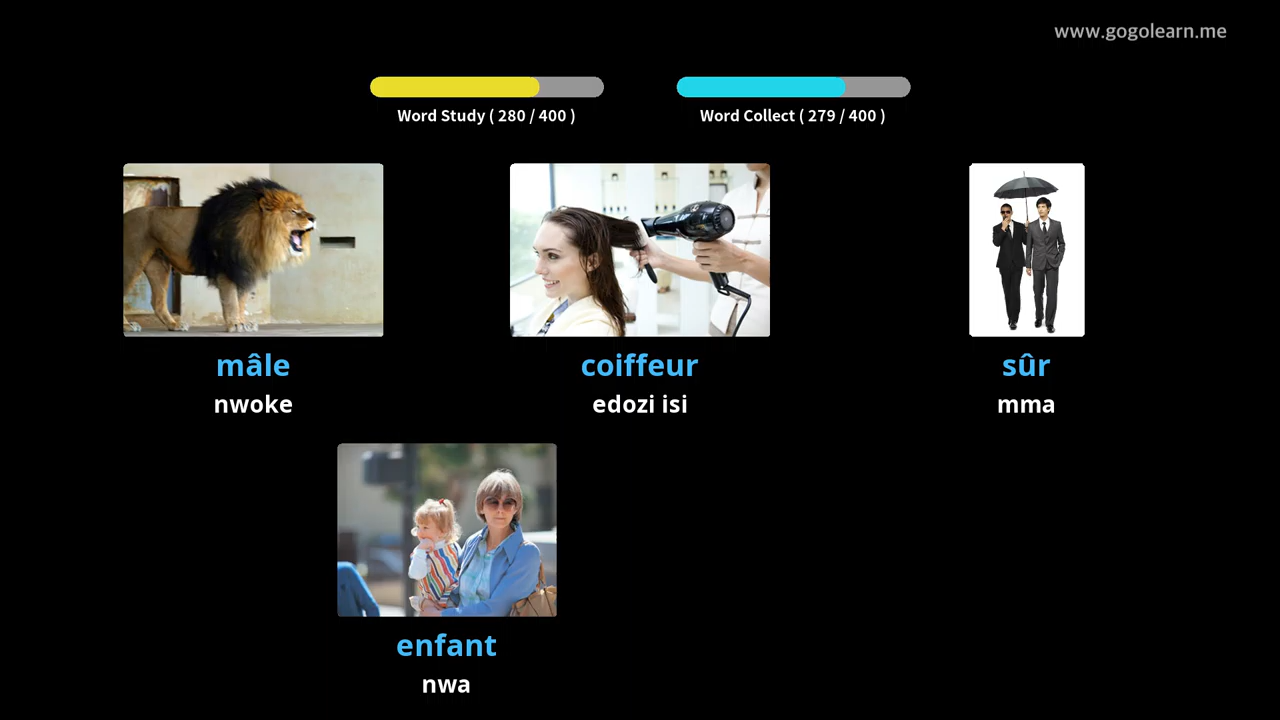 www.gogolearn.me
Word Study ( 280 / 400 )
Word Collect ( 279 / 400 )
mâle
nwoke
coiffeur
edozi isi
sûr
mma
enfant
nwa